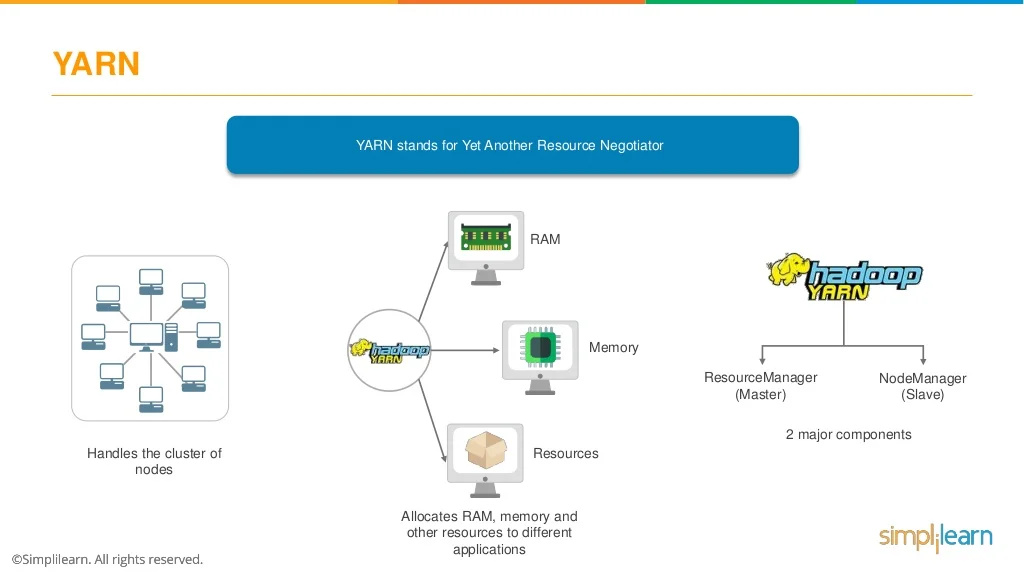 YARN
YARN stands for Yet Another Resource Negotiator
Handles the cluster of
nodes
hadoop
YARN
RAM
Memory
Resources
Allocates RAM, memory and
other resources to different
applications
hadoop
YARN
ResourceManager
(Master)
NodeManager
(Slave)
2 major components
©Simplilearn. All rights reserved.
simplilearn